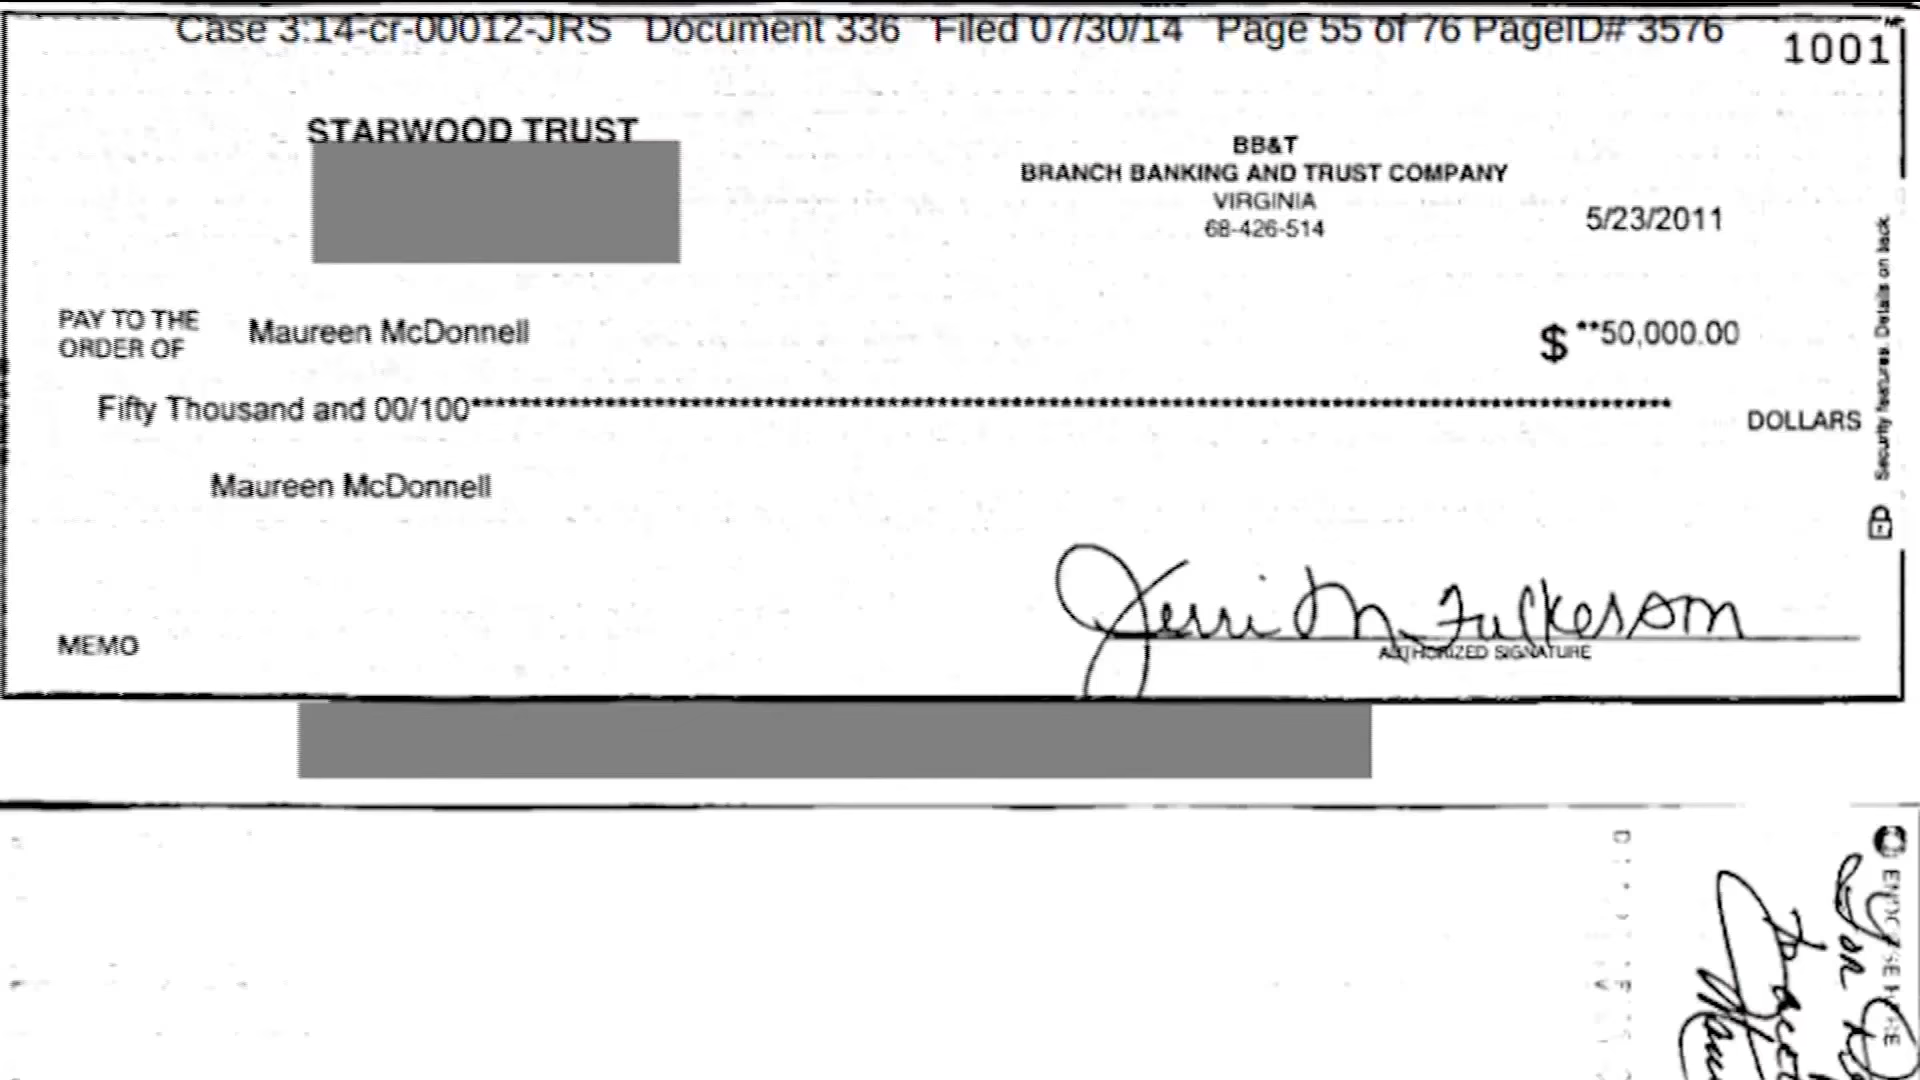 Case 3:14-cr-00012-JRS Document 336 Filed 07/30/14 Page 55 of 76 PageID# 3576
1001
STARWOOD TRUST
BB&T
BRANCH BANKING AND TRUST COMPANY
VIRGINIA
68-426-514
5/23/2011
PAY TO THE
ORDER OF
Maureen McDonnell
$ **50,000.00
Fifty Thousand and 00/100**********************************************************************************************
DOLLARS
Maureen McDonnell
Security features. Details on back.
Jerri M. Fulkerson
MEMO
AUTHORIZED SIGNATURE